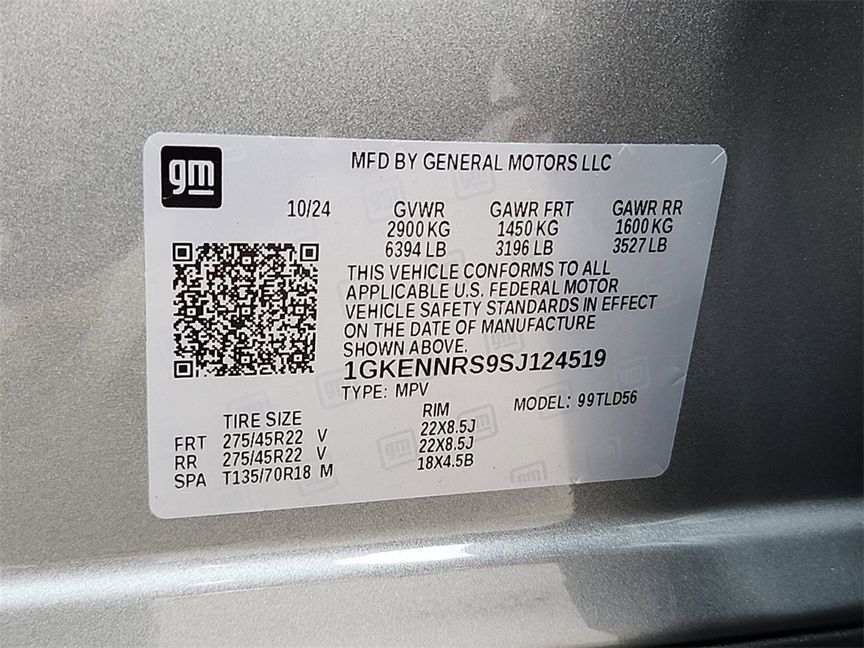 gm
MFD BY GENERAL MOTORS LLC
10/24 GVWR GAWR FRT GAWR RR
2900 KG 1450 KG 1600 KG
6394 LB 3196 LB 3527 LB
THIS VEHICLE CONFORMS TO ALL
APPLICABLE U.S. FEDERAL MOTOR
VEHICLE SAFETY STANDARDS IN EFFECT
ON THE DATE OF MANUFACTURE
SHOWN ABOVE.
1GKENNRS9SJ124519
TYPE: MPV
MODEL: 99TLD56
TIRE SIZE RIM
FRT 275/45R22 V 22X8.5J
RR 275/45R22 V 22X8.5J
SPA T135/70R18 M 18X4.5B